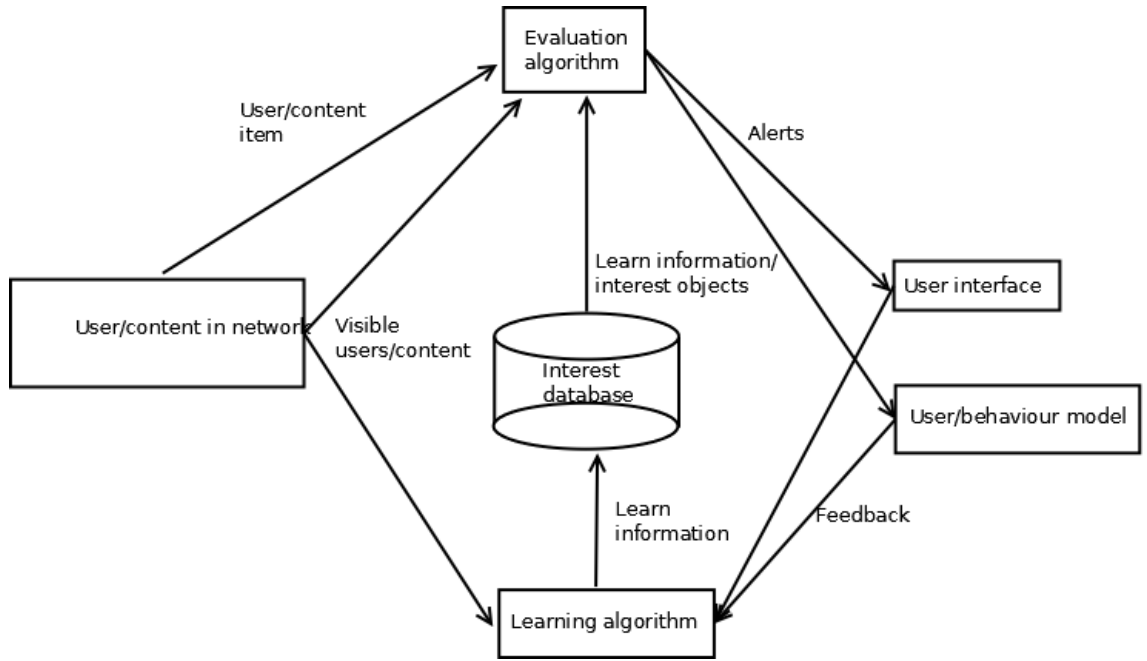 Evaluation
algorithm
User/content
item
Alerts
Learn information/
interest objects
User interface
User/content in network
Visible
users/content
Interest
database
User/behaviour model
Learn
information
Feedback
Learning algorithm